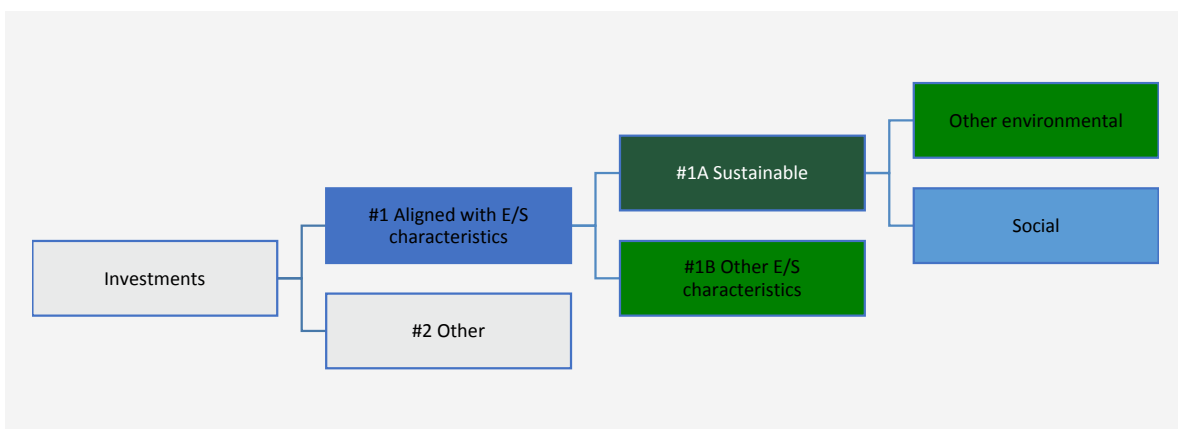 Investments
#1 Aligned with E/S
characteristics
#2 Other
#1A Sustainable
#1B Other E/S
characteristics
Other environmental
Social